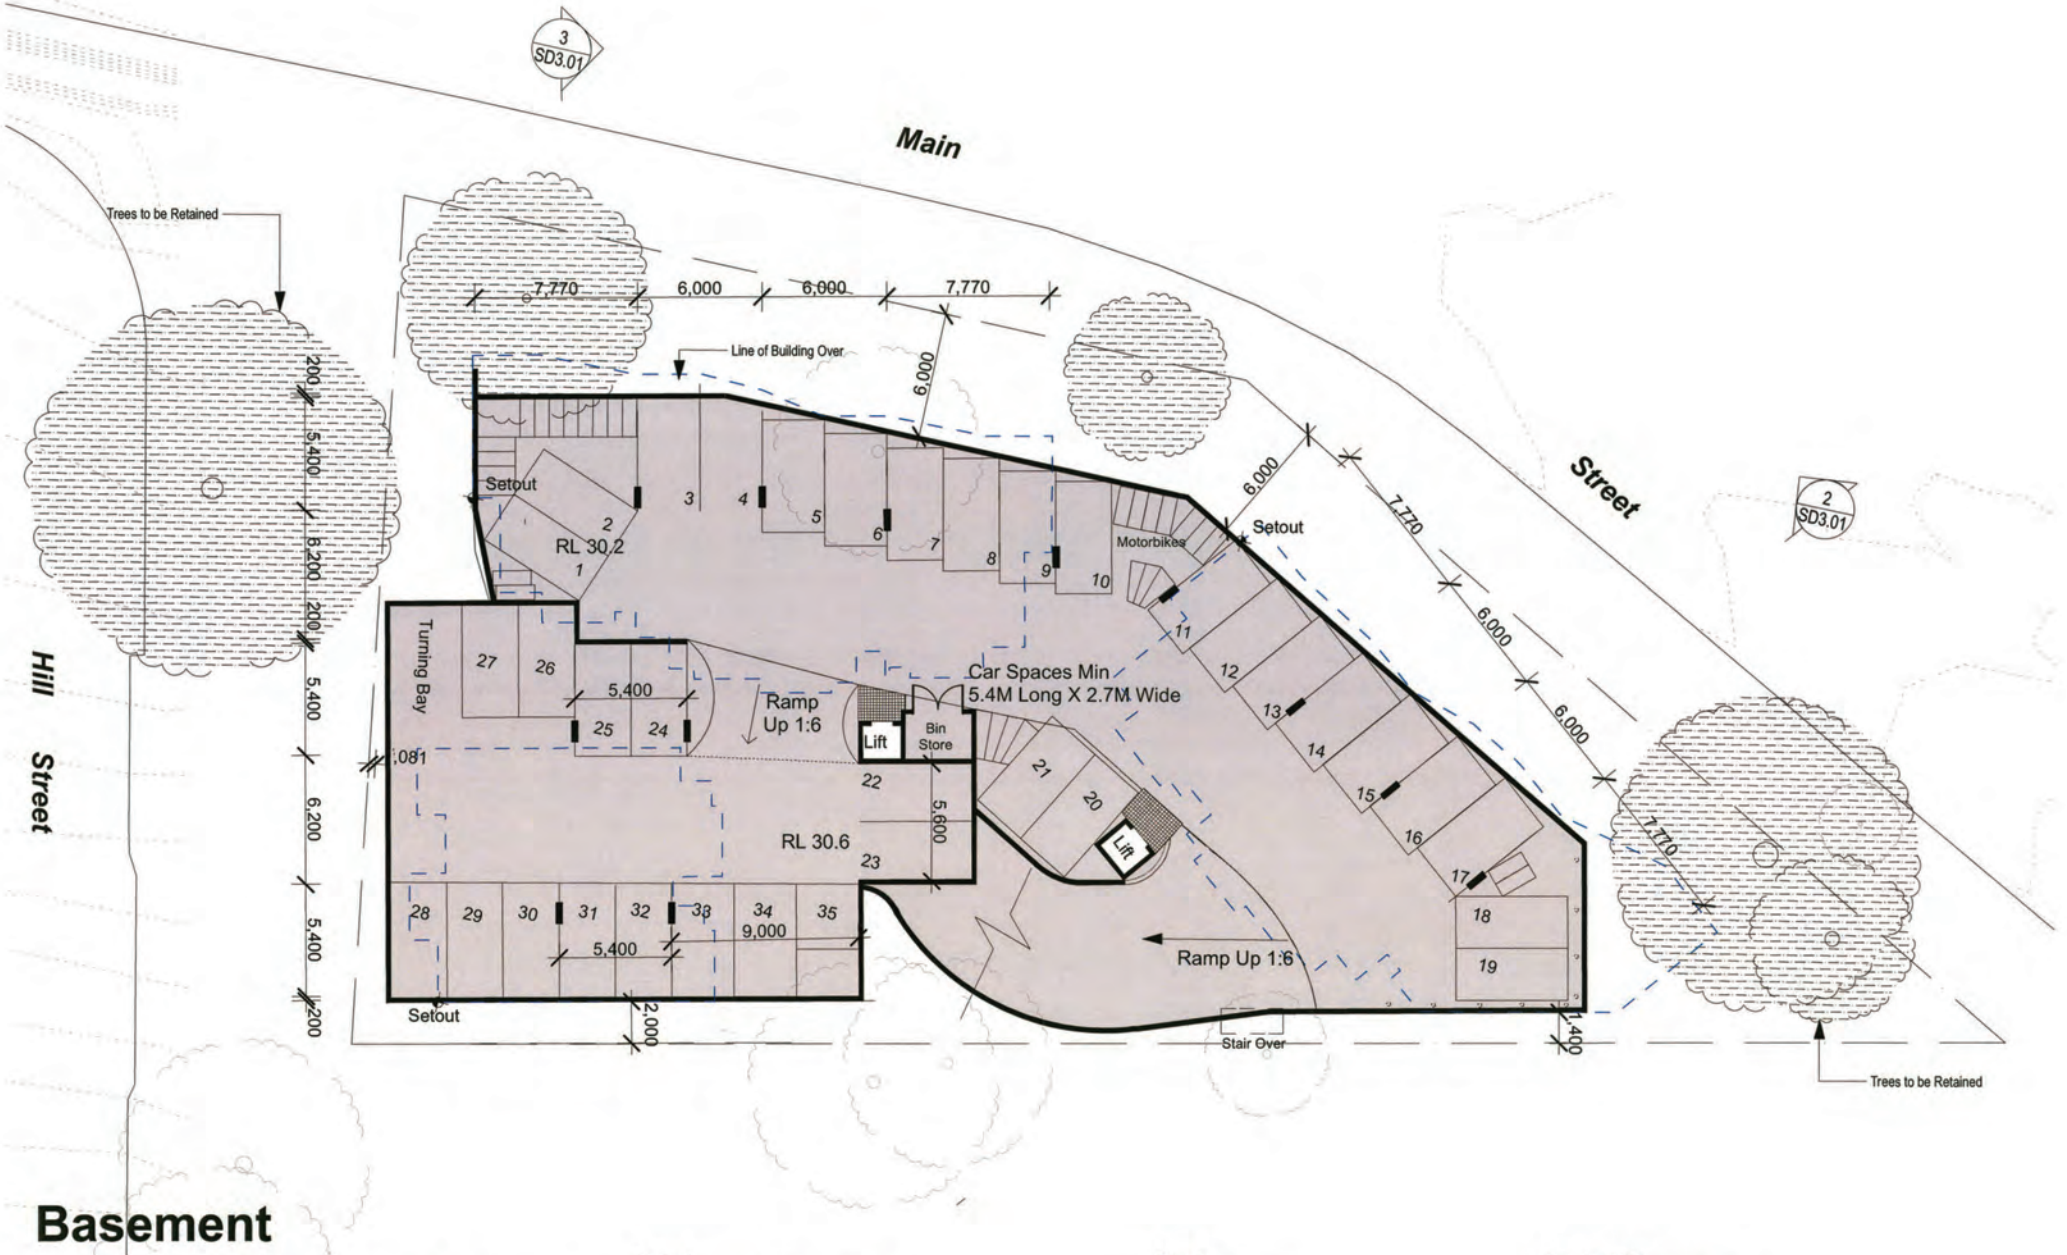 3
SD3.01
Main
Trees to be Retained
7,770
6,000
6,000
7,770
Line of Building Over
6,000
200
5,400
6,200
200
5,400
6,200
5,400
200
Setout
2
RL 30.2
1
3
4
5
6
7
8
9
10
Motorbikes
6,000
Setout
7,770
6,000
6,000
7,770
Street
2
SD3.01
Hill Street
Turning Bay
27
26
5,400
25
24
Ramp
Up 1:6
Lift
Bin
Store
Car Spaces Min
5.4M Long X 2.7M Wide
11
12
13
14
15
16
17
18
19
21
20
Lift
22
5,600
RL 30.6
23
28
29
30
31
32
33
34
35
5,400
9,000
Ramp Up 1:6
Setout
2,000
Stair Over
1,400
Trees to be Retained
Basement